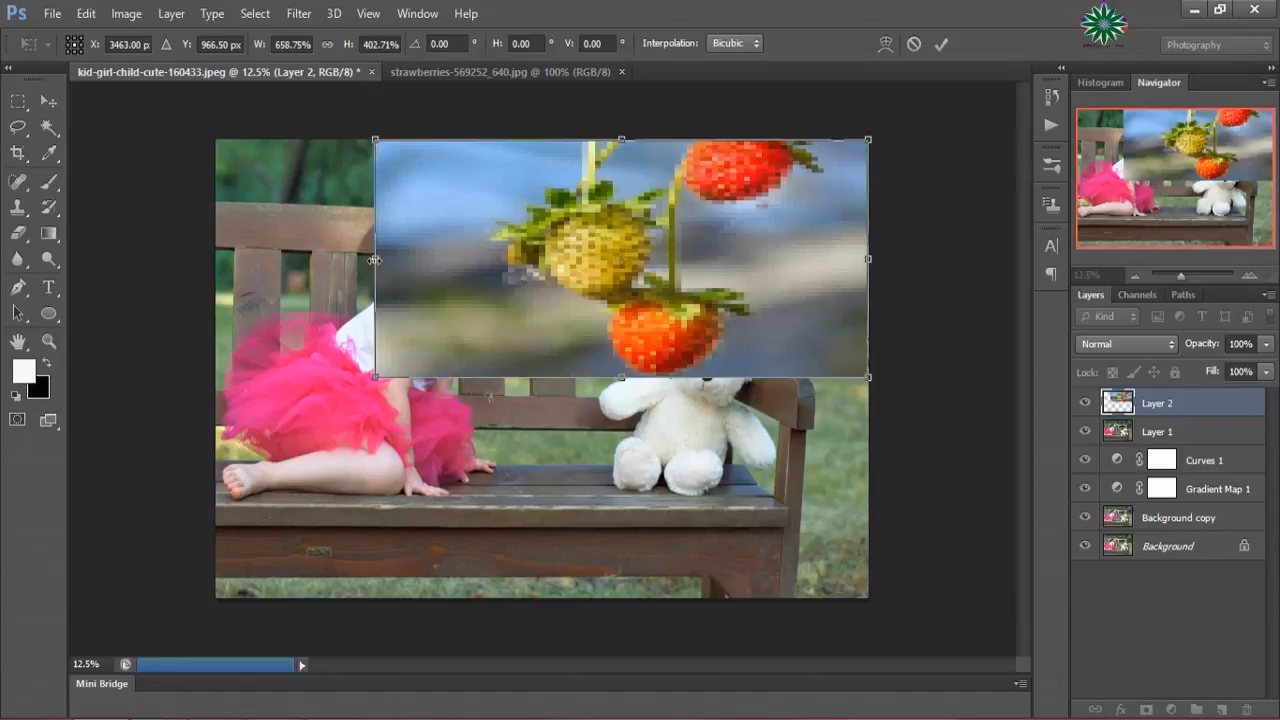 Ps File Edit Image Layer Type Select Filter 3D View Window Help
X: 3463.00 px Y: 966.50 px W: 658.75% H: 402.71% 0.00 ° H: 0.00 ° V: 0.00 ° Interpolation: Bicubic Photography
kid-girl-child-cute-160433.jpeg @ 12.5% (Layer 2, RGB/8) * × strawberries-569252_640.jpg @ 100% (RGB/8) ×
Histogram Navigator
12.5%
Layers Channels Paths
Kind
Normal Opacity: 100%
Lock: Fill: 100%
Layer 2
Layer 1
Curves 1
Gradient Map 1
Background copy
Background
12.5%
Mini Bridge